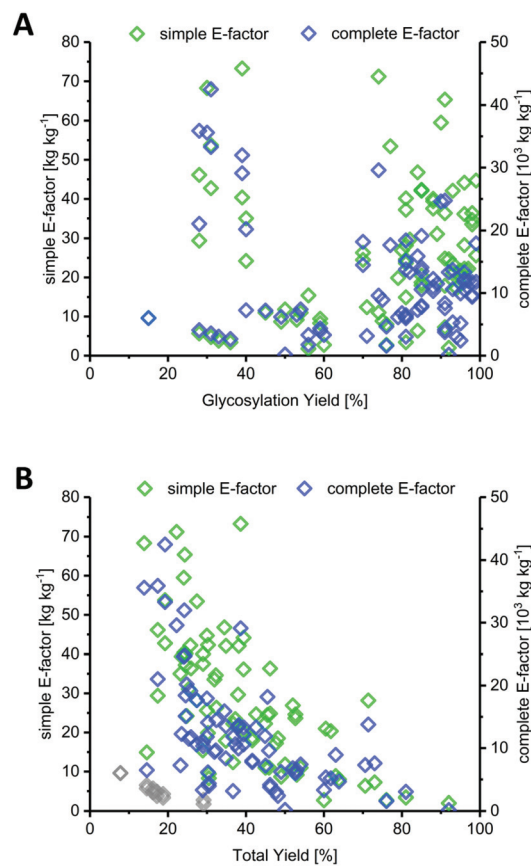 A
simple E-factor complete E-factor
simple E-factor [kg kg⁻¹]
80
70
60
50
40
30
20
10
0
complete E-factor [10³ kg kg⁻¹]
50
40
30
20
10
0
0 20 40 60 80 100
Glycosylation Yield [%]
B
simple E-factor complete E-factor
simple E-factor [kg kg⁻¹]
80
70
60
50
40
30
20
10
0
complete E-factor [10³ kg kg⁻¹]
50
40
30
20
10
0
0 20 40 60 80 100
Total Yield [%]